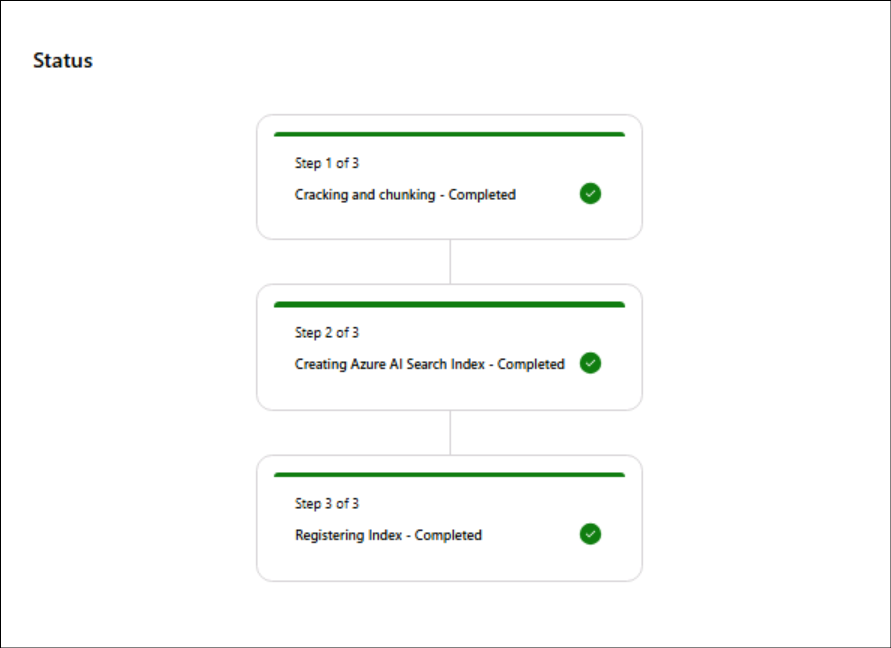 Status
Step 1 of 3
Cracking and chunking - Completed
Step 2 of 3
Creating Azure AI Search Index - Completed
Step 3 of 3
Registering Index - Completed